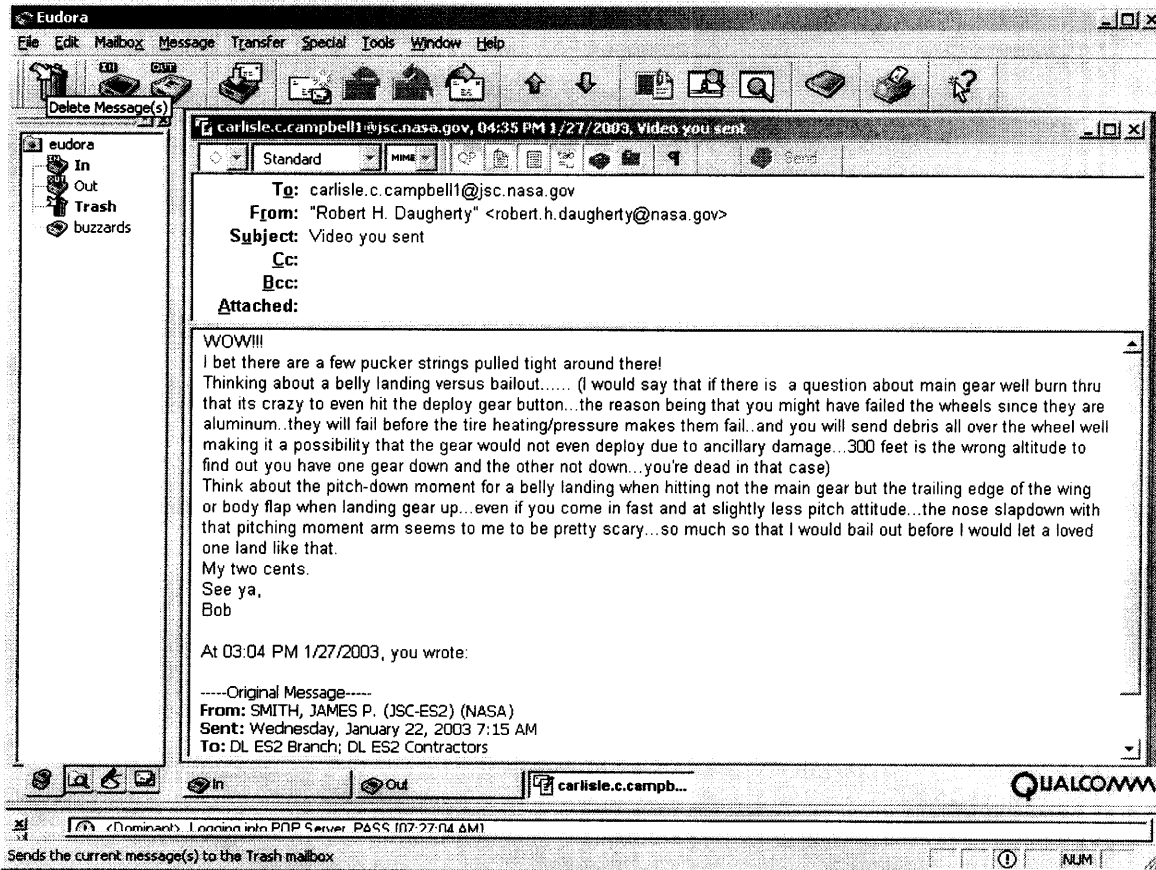 Eudora
File Edit Mailbox Message Transfer Special Tools Window Help
Delete Message(s)
eudora
In
Out
Trash
buzzards
carlisle.c.campbell1@jsc.nasa.gov, 04:35 PM 1/27/2003, Video you sent
Standard MIME QP Send
To: carlisle.c.campbell1@jsc.nasa.gov
From: "Robert H. Daugherty" <robert.h.daugherty@nasa.gov>
Subject: Video you sent
Cc:
Bcc:
Attached:
WOW!!!
I bet there are a few pucker strings pulled tight around there!
Thinking about a belly landing versus bailout...... (I would say that if there is a question about main gear well burn thru
that its crazy to even hit the deploy gear button...the reason being that you might have failed the wheels since they are
aluminum..they will fail before the tire heating/pressure makes them fail..and you will send debris all over the wheel well
making it a possibility that the gear would not even deploy due to ancillary damage...300 feet is the wrong altitude to
find out you have one gear down and the other not down...you're dead in that case)
Think about the pitch-down moment for a belly landing when hitting not the main gear but the trailing edge of the wing
or body flap when landing gear up...even if you come in fast and at slightly less pitch attitude...the nose slapdown with
that pitching moment arm seems to me to be pretty scary...so much so that I would bail out before I would let a loved
one land like that.
My two cents.
See ya,
Bob
At 03:04 PM 1/27/2003, you wrote:
-----Original Message-----
From: SMITH, JAMES P. (JSC-ES2) (NASA)
Sent: Wednesday, January 22, 2003 7:15 AM
To: DL ES2 Branch; DL ES2 Contractors
In Out carlisle.c.campb... QUALCOMM
<Dominant> Logging into POP Server, PASS [07:27:04 AM]
Sends the current message(s) to the Trash mailbox NUM